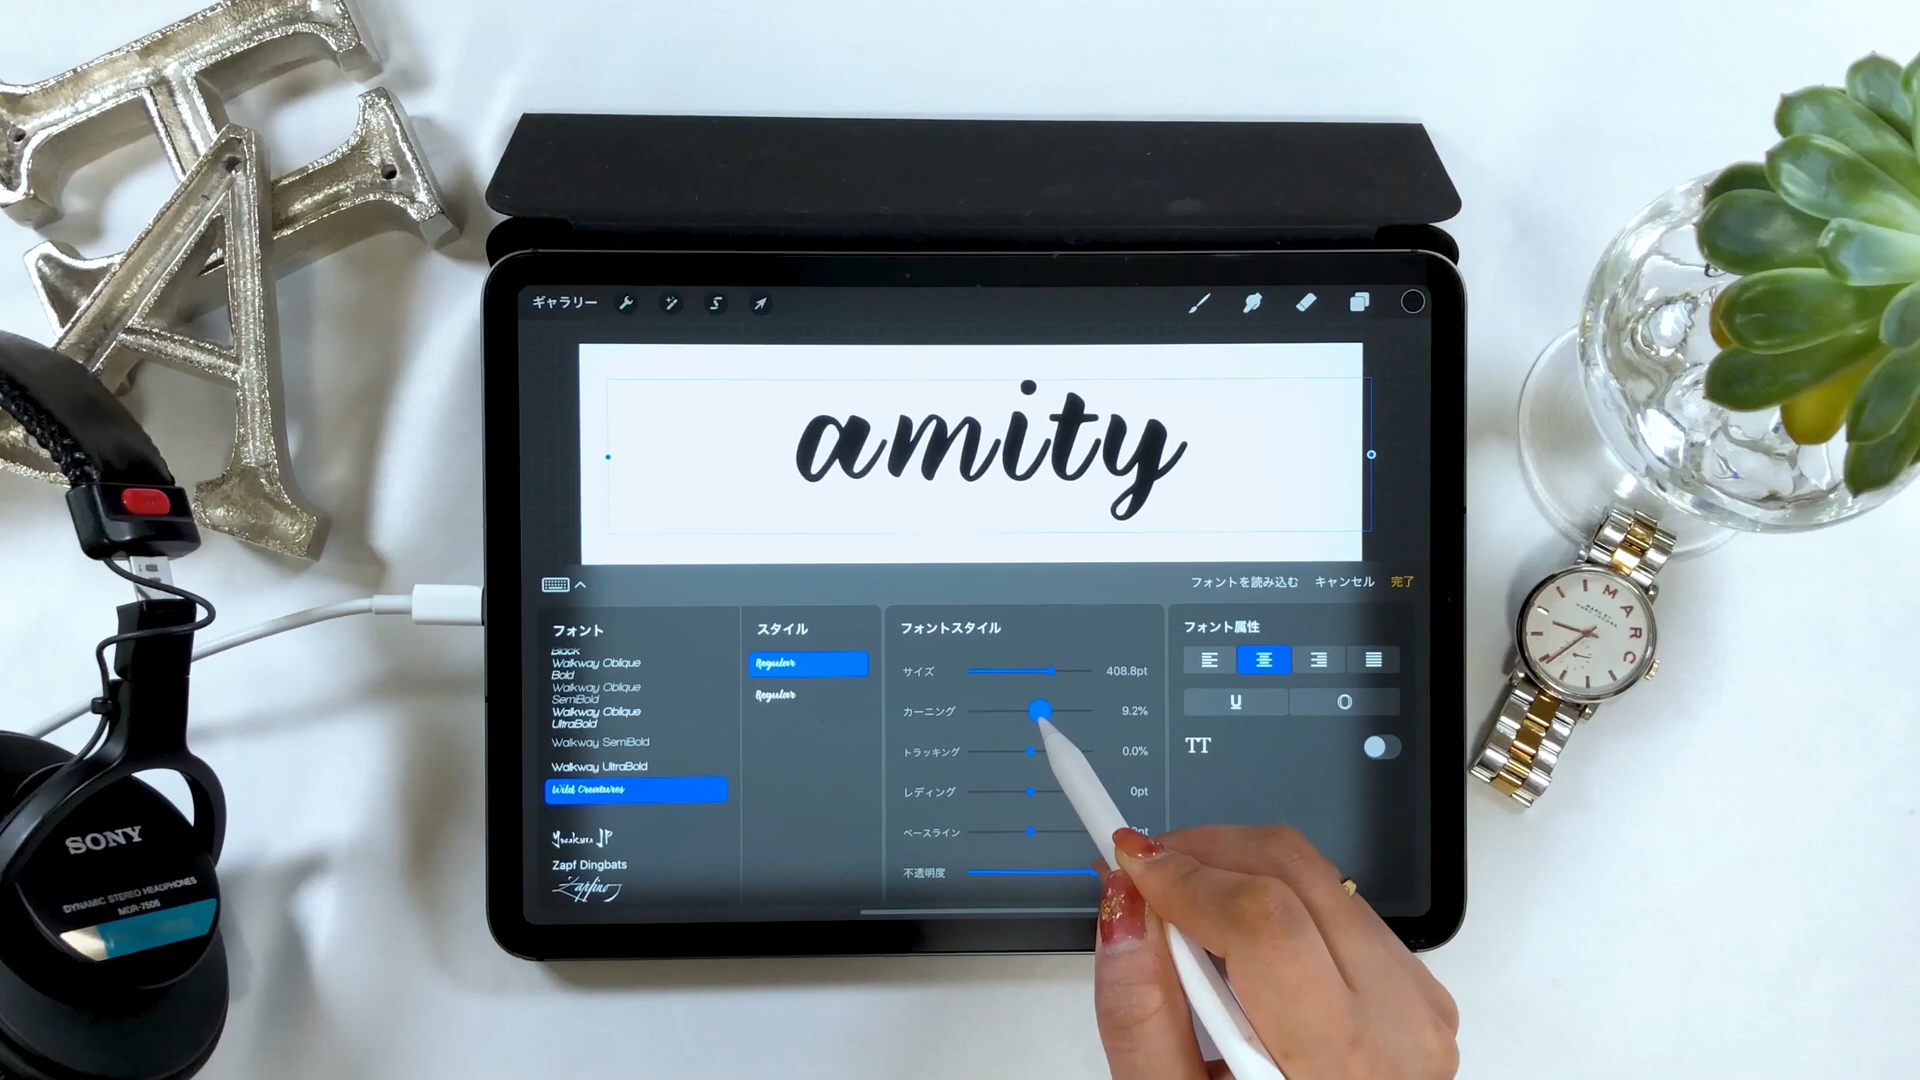 ギャラリー
amity
フォントを読み込む キャンセル 完了
フォント
Black
Walkway Oblique
Bold
Walkway Oblique
SemiBold
Walkway Oblique
UltraBold
Walkway SemiBold
Walkway UltraBold
Wild Creatures
Zapf Dingbats
Zapfino
スタイル
Regular
Regular
フォントスタイル
サイズ 408.8pt
カーニング 9.2%
トラッキング 0.0%
レディング 0pt
ベースライン
不透明度
フォント属性
U O
TT
SONY
DYNAMIC STEREO HEADPHONES
MDR-7506
MARC